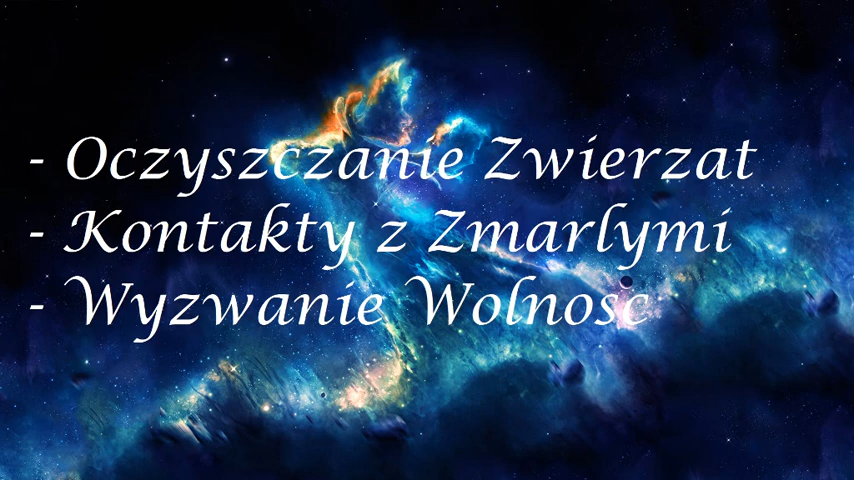 - Oczyszczanie Zwierzat
- Kontakty z Zmarlymi
- Wyzwanie Wolnosc